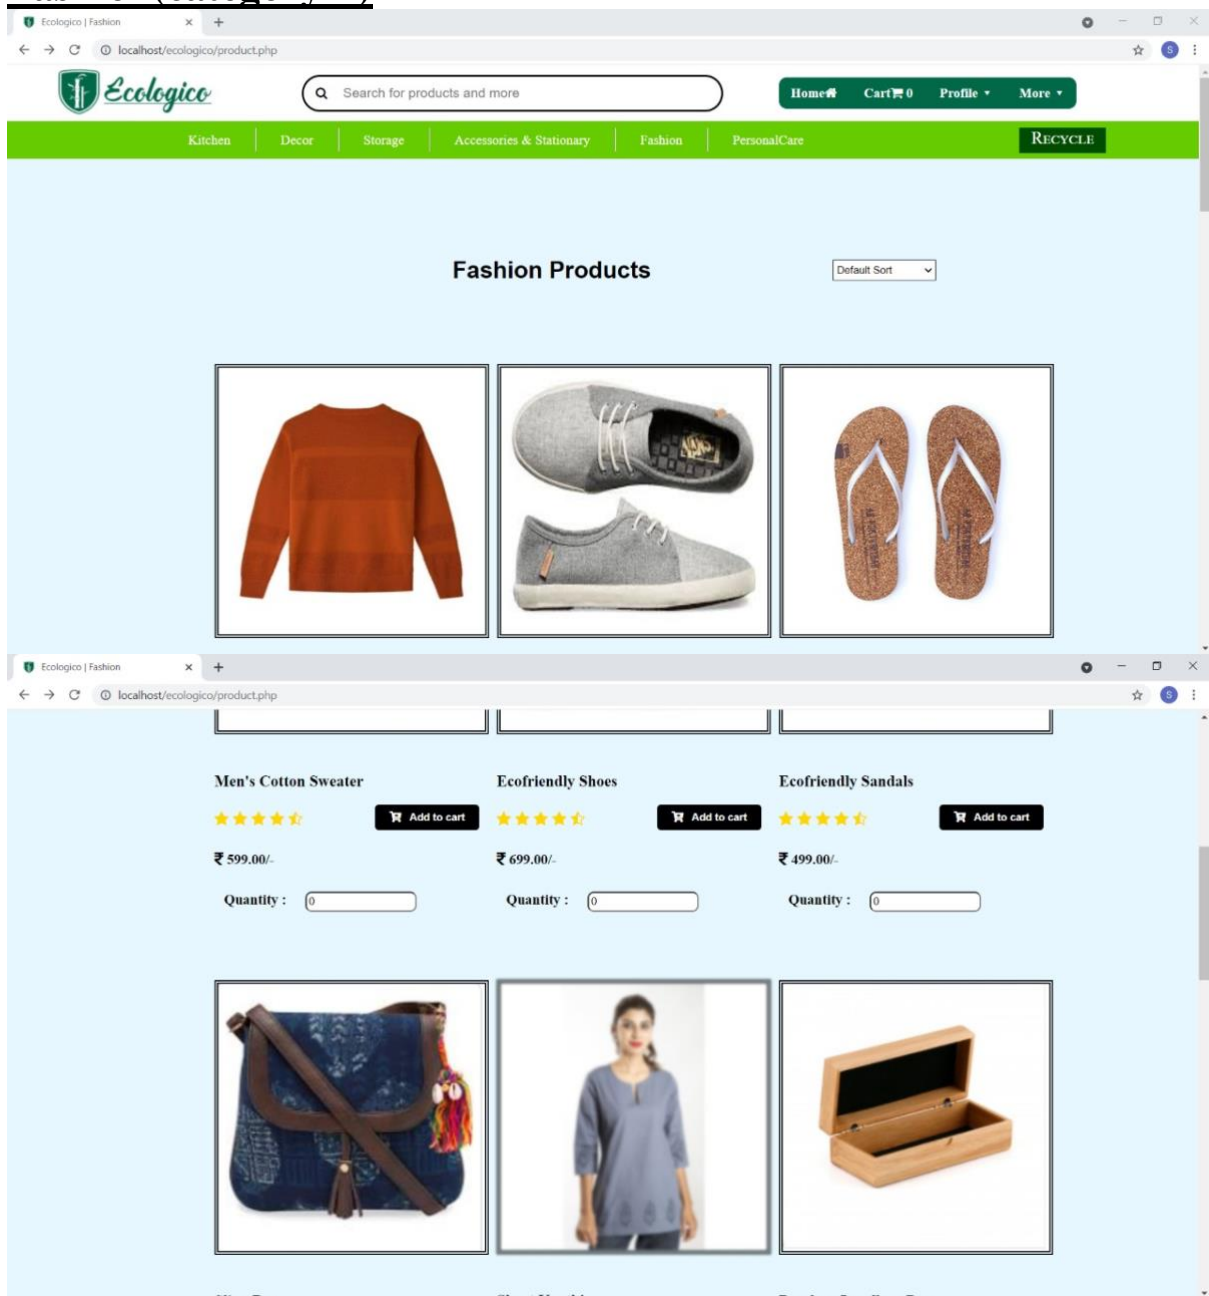 Ecologico | Fashion
localhost/ecologico/product.php
Ecologico
Search for products and more
Home Cart 0 Profile More
Kitchen Decor Storage Accessories & Stationary Fashion PersonalCare RECYCLE
Fashion Products
Default Sort
Ecologico | Fashion
localhost/ecologico/product.php
S
Men's Cotton Sweater Ecofriendly Shoes Ecofriendly Sandals
Add to cart Add to cart Add to cart
₹ 599.00/- ₹ 699.00/- ₹ 499.00/-
Quantity : 0 Quantity : 0 Quantity : 0